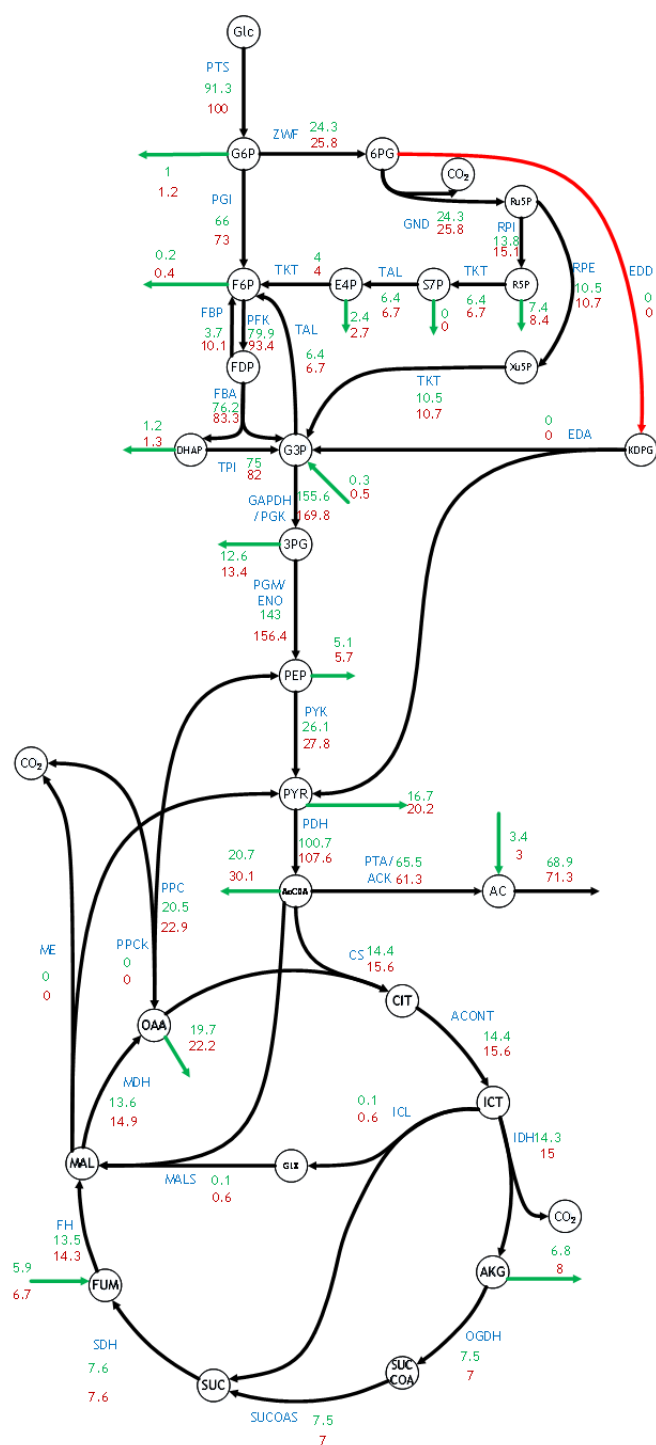 Glc
PTS
91.3
100
ZWF 24.3
25.8
G6P
6PG
CO₂
1
1.2
PGI
66
73
GND 24.3
25.8
Ru5P
RPI
13.8
15.1
RPE
10.5
10.7
EDD
0
0
0.2
0.4
F6P
TKT 4
4
E4P
TAL
6.4
6.7
S7P
TKT
6.4
6.7
R5P
2.4
2.7
0
0
7.4
8.4
FBP
3.7
10.1
PFK
79.9
93.4
TAL
6.4
6.7
FDP
Xu5P
TKT
10.5
10.7
FBA
76.2
83.3
1.2
1.3
DHAP
TPI 75
82
G3P
0
0 EDA
KDPG
0.3
0.5
GAPDH 155.6
/PGK 169.8
3PG
12.6
13.4
PGM/
ENO
143
156.4
5.1
5.7
PEP
PYK
26.1
27.8
CO₂
PYR
16.7
20.2
PDH
100.7
107.6
3.4
3
20.7
30.1
AcCOA
PTA/ 65.5
ACK 61.3
AC
68.9
71.3
PPC
20.5
22.9
ME
0
0
PPCk
0
0
CS 14.4
15.6
CIT
OAA
19.7
22.2
ACONT
14.4
15.6
MDH
13.6
14.9
0.1
0.6
ICL
ICT
IDH 14.3
15
MAL
MALS 0.1
0.6
GLX
CO₂
FH
13.5
14.3
5.9
6.7
FUM
AKG
6.8
8
SDH
7.6
7.6
OGDH
7.5
7
SUC
SUC
COA
SUCOAS 7.5
7